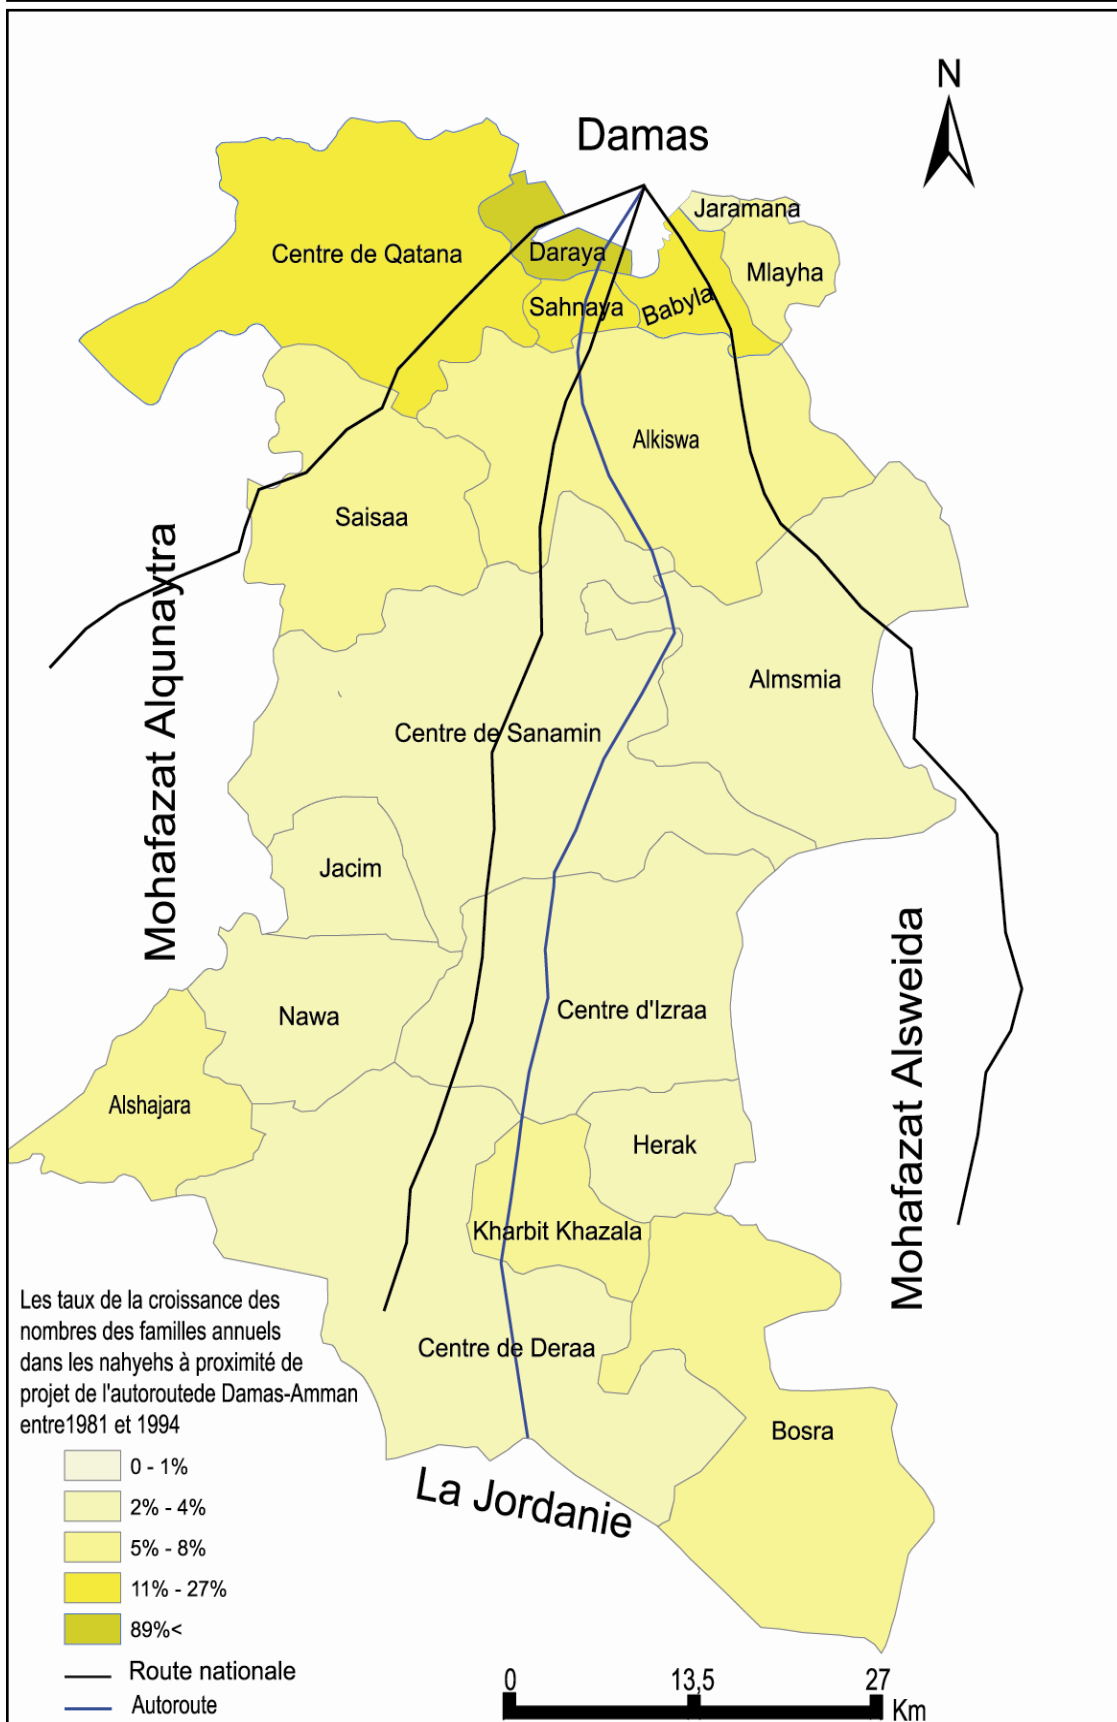 N
Damas
Jaramana
Centre de Qatana
Daraya
Mlayha
Sahnaya
Babyla
Alkiswa
Saisaa
Mohafazat Alqunaytra
Almsmia
Centre de Sanamin
Jacim
Mohafazat Alsweida
Nawa
Centre d'Izraa
Alshajara
Herak
Kharbit Khazala
Centre de Deraa
Bosra
La Jordanie
Les taux de la croissance des
nombres des familles annuels
dans les nahyehs à proximité de
projet de l'autoroutede Damas-Amman
entre1981 et 1994
0 - 1%
2% - 4%
5% - 8%
11% - 27%
89%<
Route nationale
Autoroute
0 13,5 27
Km